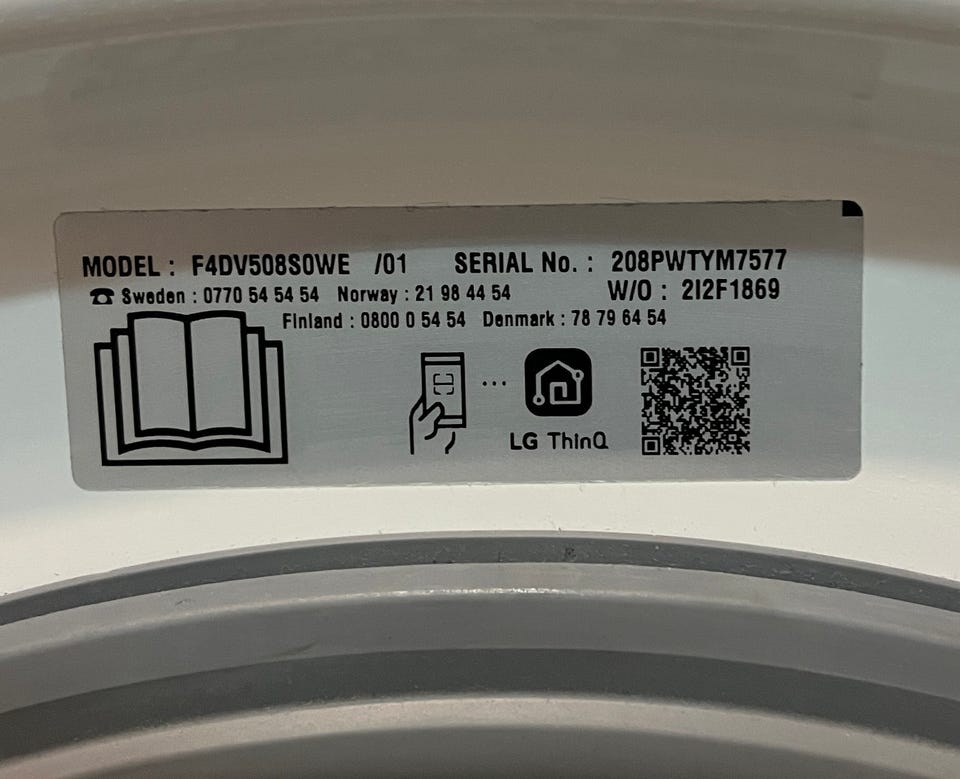 MODEL : F4DV508S0WE /01 SERIAL No. : 208PWTYM7577
☎ Sweden : 0770 54 54 54 Norway : 21 98 44 54 W/O : 2I2F1869
Finland : 0800 0 54 54 Denmark : 78 79 64 54
LG ThinQ